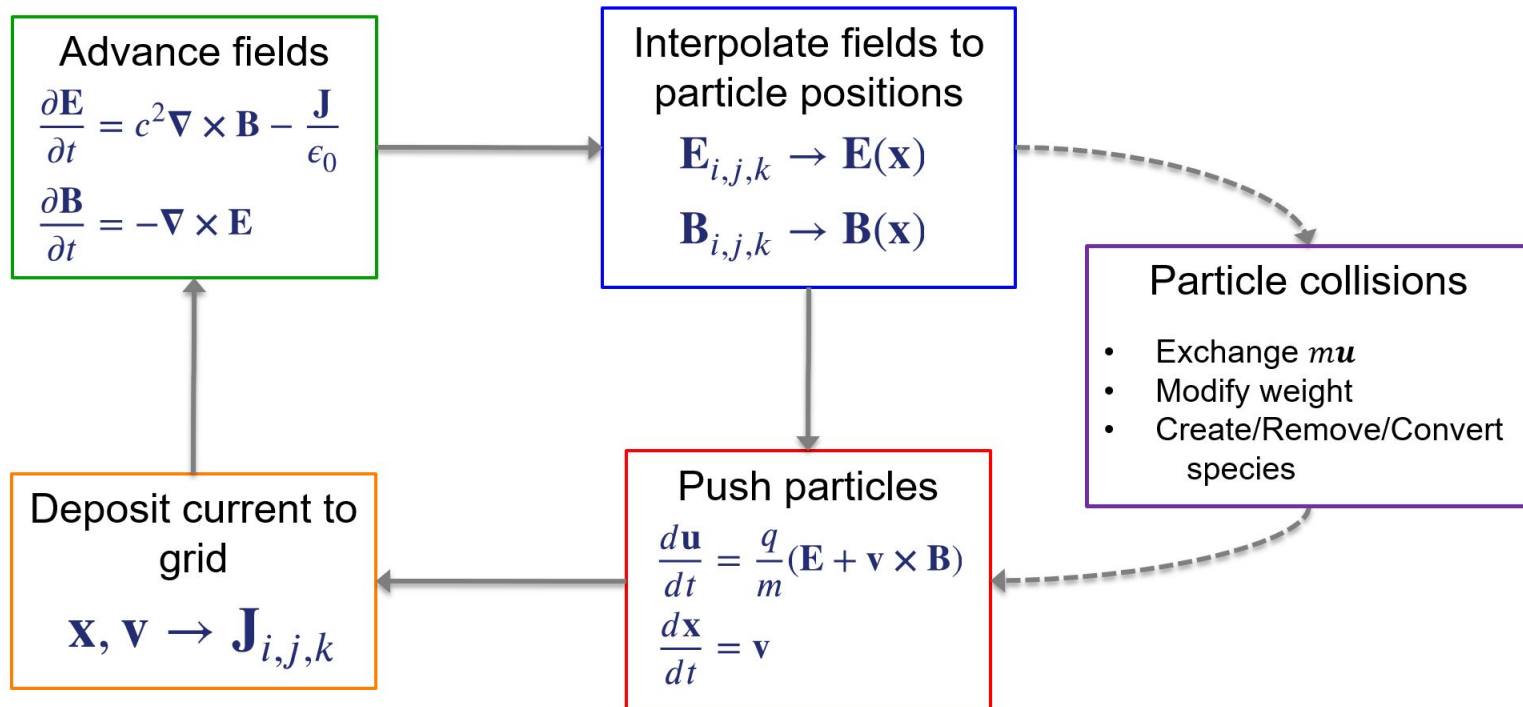 Advance fields
∂E/∂t = c²∇ × B − J/ϵ₀
∂B/∂t = −∇ × E
Interpolate fields to
particle positions
E_{i,j,k} → E(x)
B_{i,j,k} → B(x)
Particle collisions
• Exchange mu
• Modify weight
• Create/Remove/Convert
species
Push particles
du/dt = q/m(E + v × B)
dx/dt = v
Deposit current to
grid
x, v → J_{i,j,k}